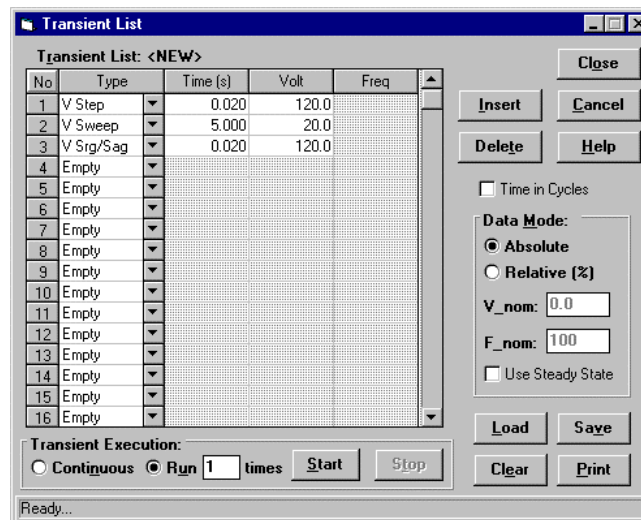 Transient List
Transient List: <NEW>
Close
No Type Time (s) Volt Freq
1 V Step 0.020 120.0
Insert Cancel
2 V Sweep 5.000 20.0
3 V Srg/Sag 0.020 120.0
Delete Help
4 Empty
5 Empty
Time in Cycles
6 Empty
7 Empty
Data Mode:
8 Empty
Absolute
9 Empty
Relative (%)
10 Empty
11 Empty
V_nom: 0.0
12 Empty
13 Empty
F_nom: 100
14 Empty
Use Steady State
15 Empty
16 Empty
Load Save
Transient Execution:
Continuous Run 1 times Start Stop
Clear Print
Ready...